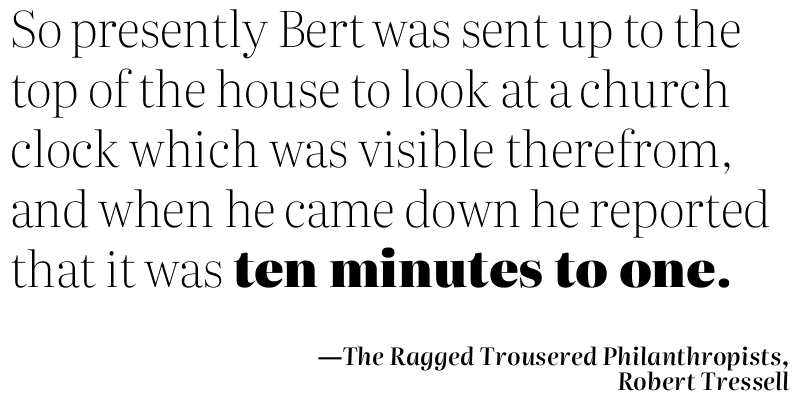 So presently Bert was sent up to the
top of the house to look at a church
clock which was visible therefrom,
and when he came down he reported
that it was ten minutes to one.
—The Ragged Trousered Philanthropists,
Robert Tressell